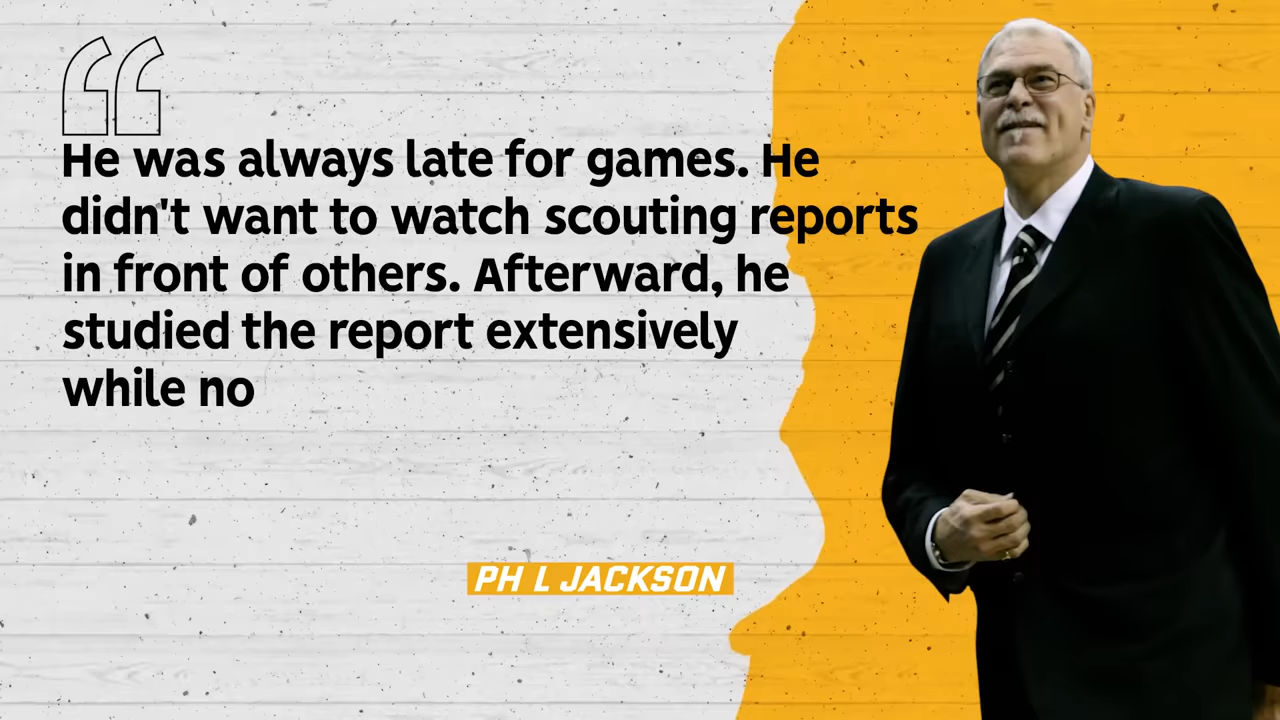 He was always late for games. He
didn't want to watch scouting reports
in front of others. Afterward, he
studied the report extensively
while no
PH L JACKSON